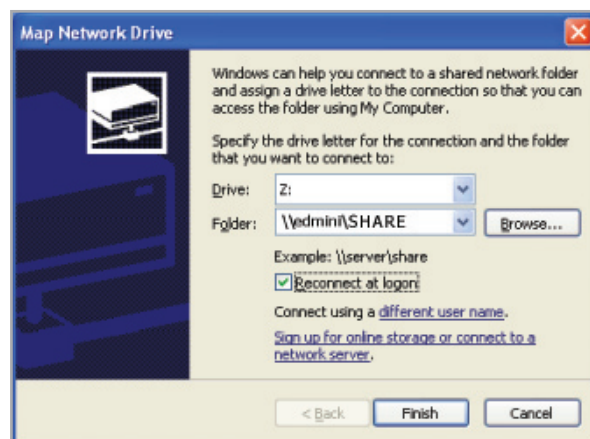 Map Network Drive
Windows can help you connect to a shared network folder
and assign a drive letter to the connection so that you can
access the folder using My Computer.
Specify the drive letter for the connection and the folder
that you want to connect to:
Drive: Z:
Folder: \\edmini\SHARE Browse...
Example: \\server\share
Reconnect at logon
Connect using a different user name.
Sign up for online storage or connect to a
network server.
< Back Finish Cancel